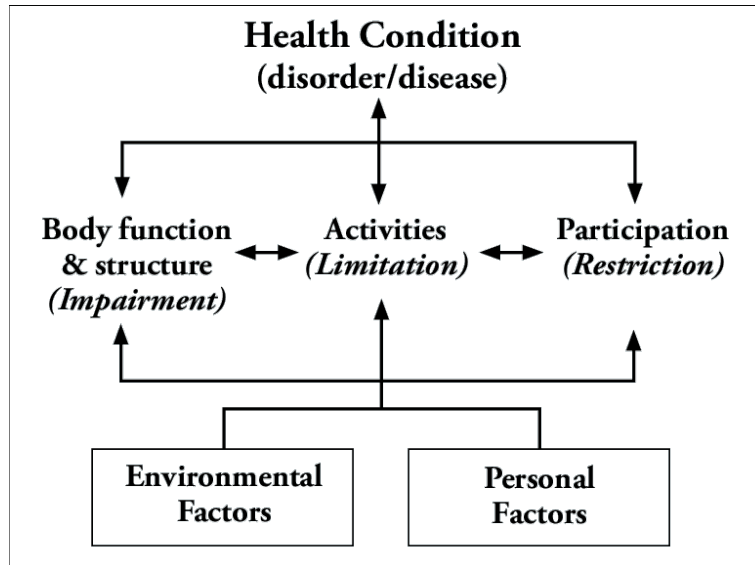 Health Condition
(disorder/disease)
Body function
& structure
(Impairment)
Activities
(Limitation)
Participation
(Restriction)
Environmental
Factors
Personal
Factors